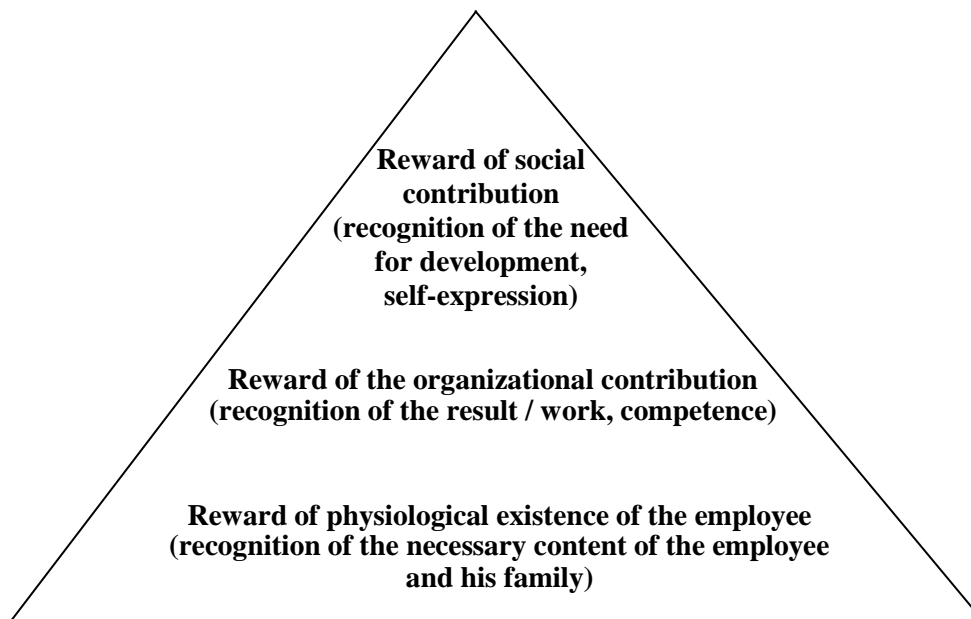 Reward of social
contribution
(recognition of the need
for development,
self-expression)
Reward of the organizational contribution
(recognition of the result / work, competence)
Reward of physiological existence of the employee
(recognition of the necessary content of the employee
and his family)